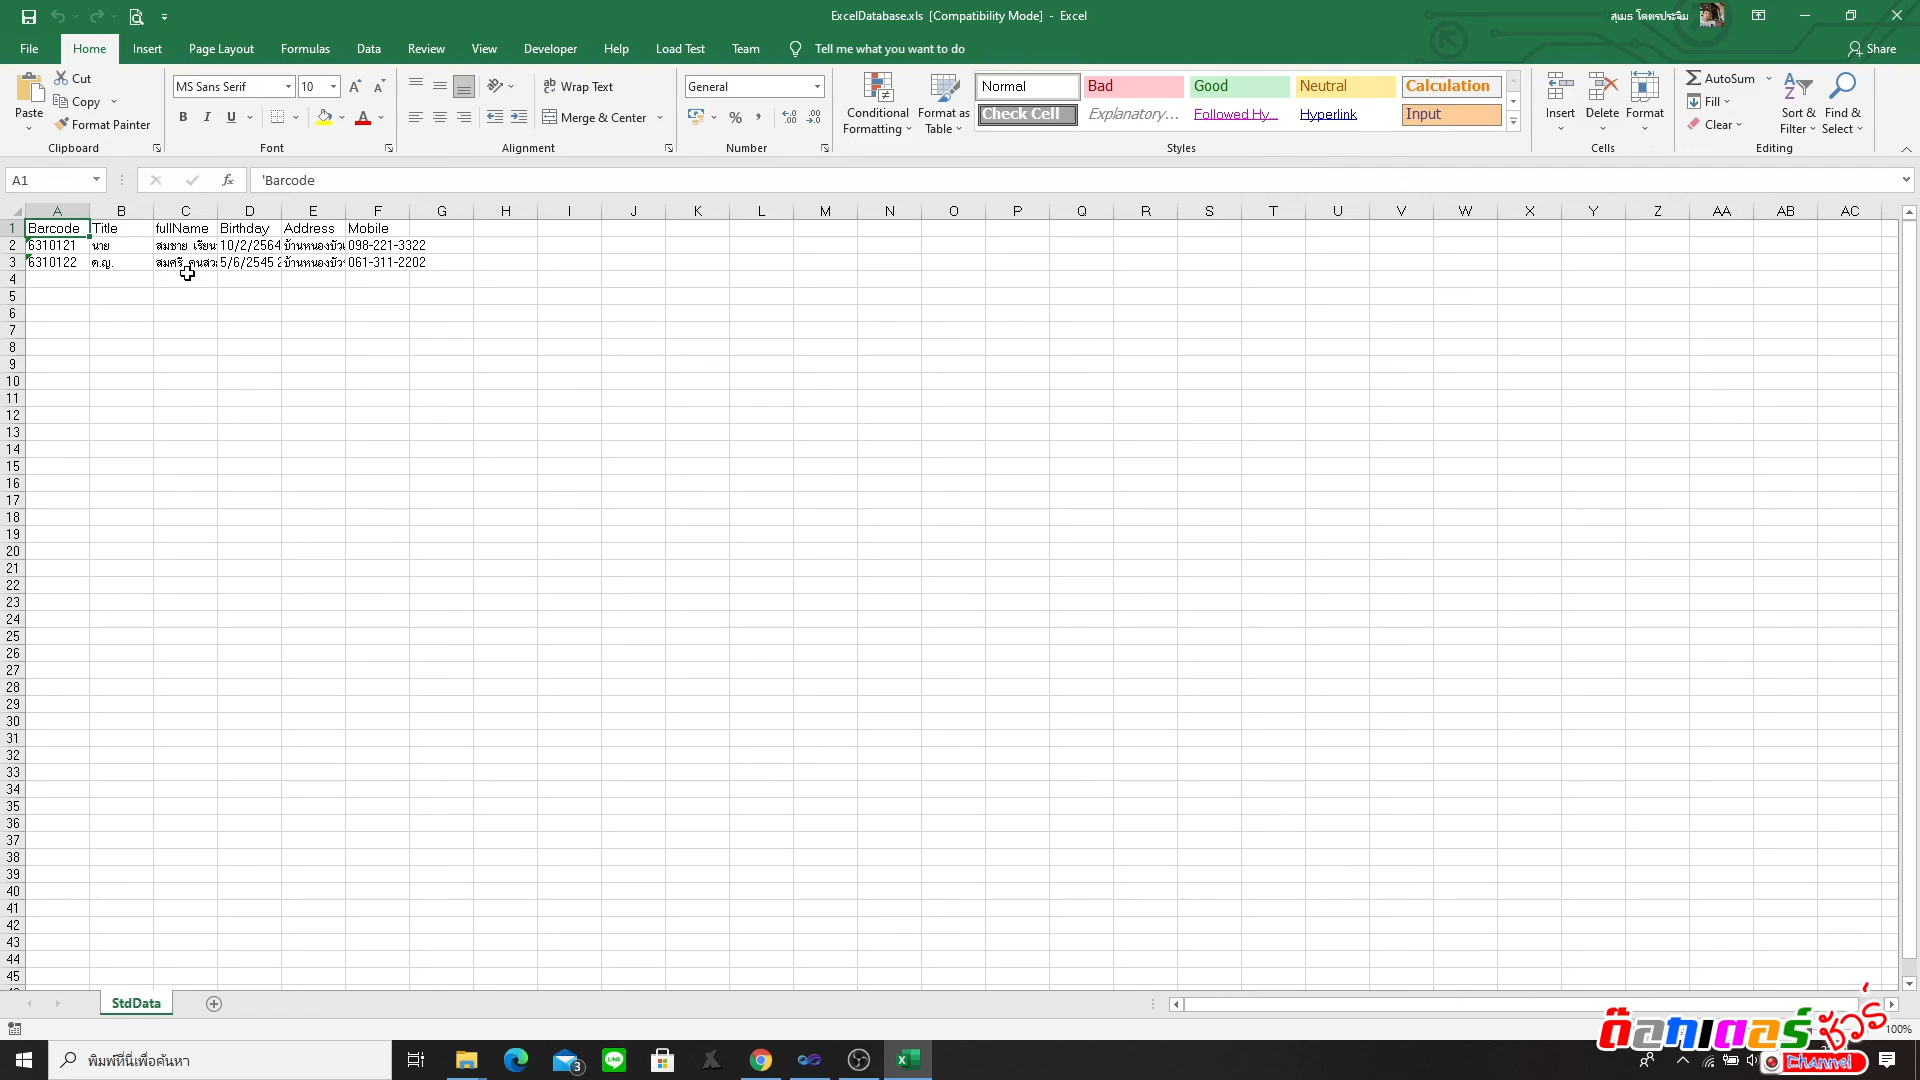 ExcelDatabase.xls [Compatibility Mode] - Excel
สุเมธ โคตรประจิม
File Home Insert Page Layout Formulas Data Review View Developer Help Load Test Team Tell me what you want to do Share
Paste Cut Copy Format Painter Clipboard
MS Sans Serif 10 B I U A Font
ab Wrap Text Merge & Center Alignment
General % , Number
Conditional Formatting Format as Table
Normal Bad Good Neutral Calculation
Check Cell Explanatory... Followed Hy... Hyperlink Input
Styles
Insert Delete Format Cells
AutoSum Fill Clear Sort & Filter Find & Select Editing
A1 fx 'Barcode
A B C D E F G H I J K L M N O P Q R S T U V W X Y Z AA AB AC
1 Barcode Title fullName Birthday Address Mobile
2 6310121 นาย สมชาย เรียน 10/2/2564 บ้านหนองบัว 098-221-3322
3 6310122 ด.ญ. สมศรี 5/6/2545 2 บ้านหนองบัว 061-311-2202
4
5
6
7
8
9
10
11
12
13
14
15
16
17
18
19
20
21
22
23
24
25
26
27
28
29
30
31
32
33
34
35
36
37
38
39
40
41
42
43
44
45
StdData
100%
พิมพ์ที่นี่เพื่อค้นหา
3
LINE
ด๊อกเตอร์ ชัวร์
Channel